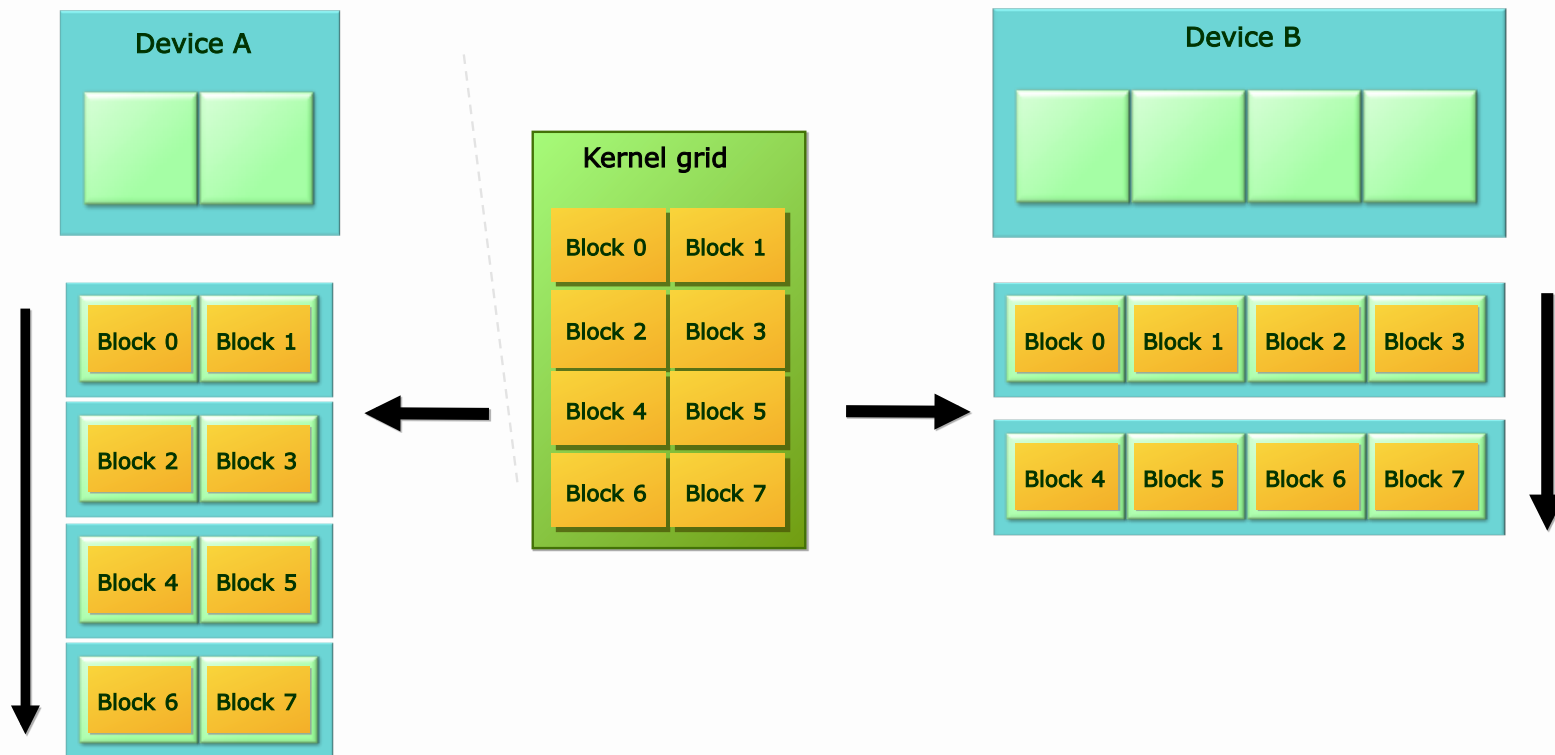 Device A
Block 0 Block 1
Block 2 Block 3
Block 4 Block 5
Block 6 Block 7
Kernel grid
Block 0 Block 1
Block 2 Block 3
Block 4 Block 5
Block 6 Block 7
Device B
Block 0 Block 1 Block 2 Block 3
Block 4 Block 5 Block 6 Block 7